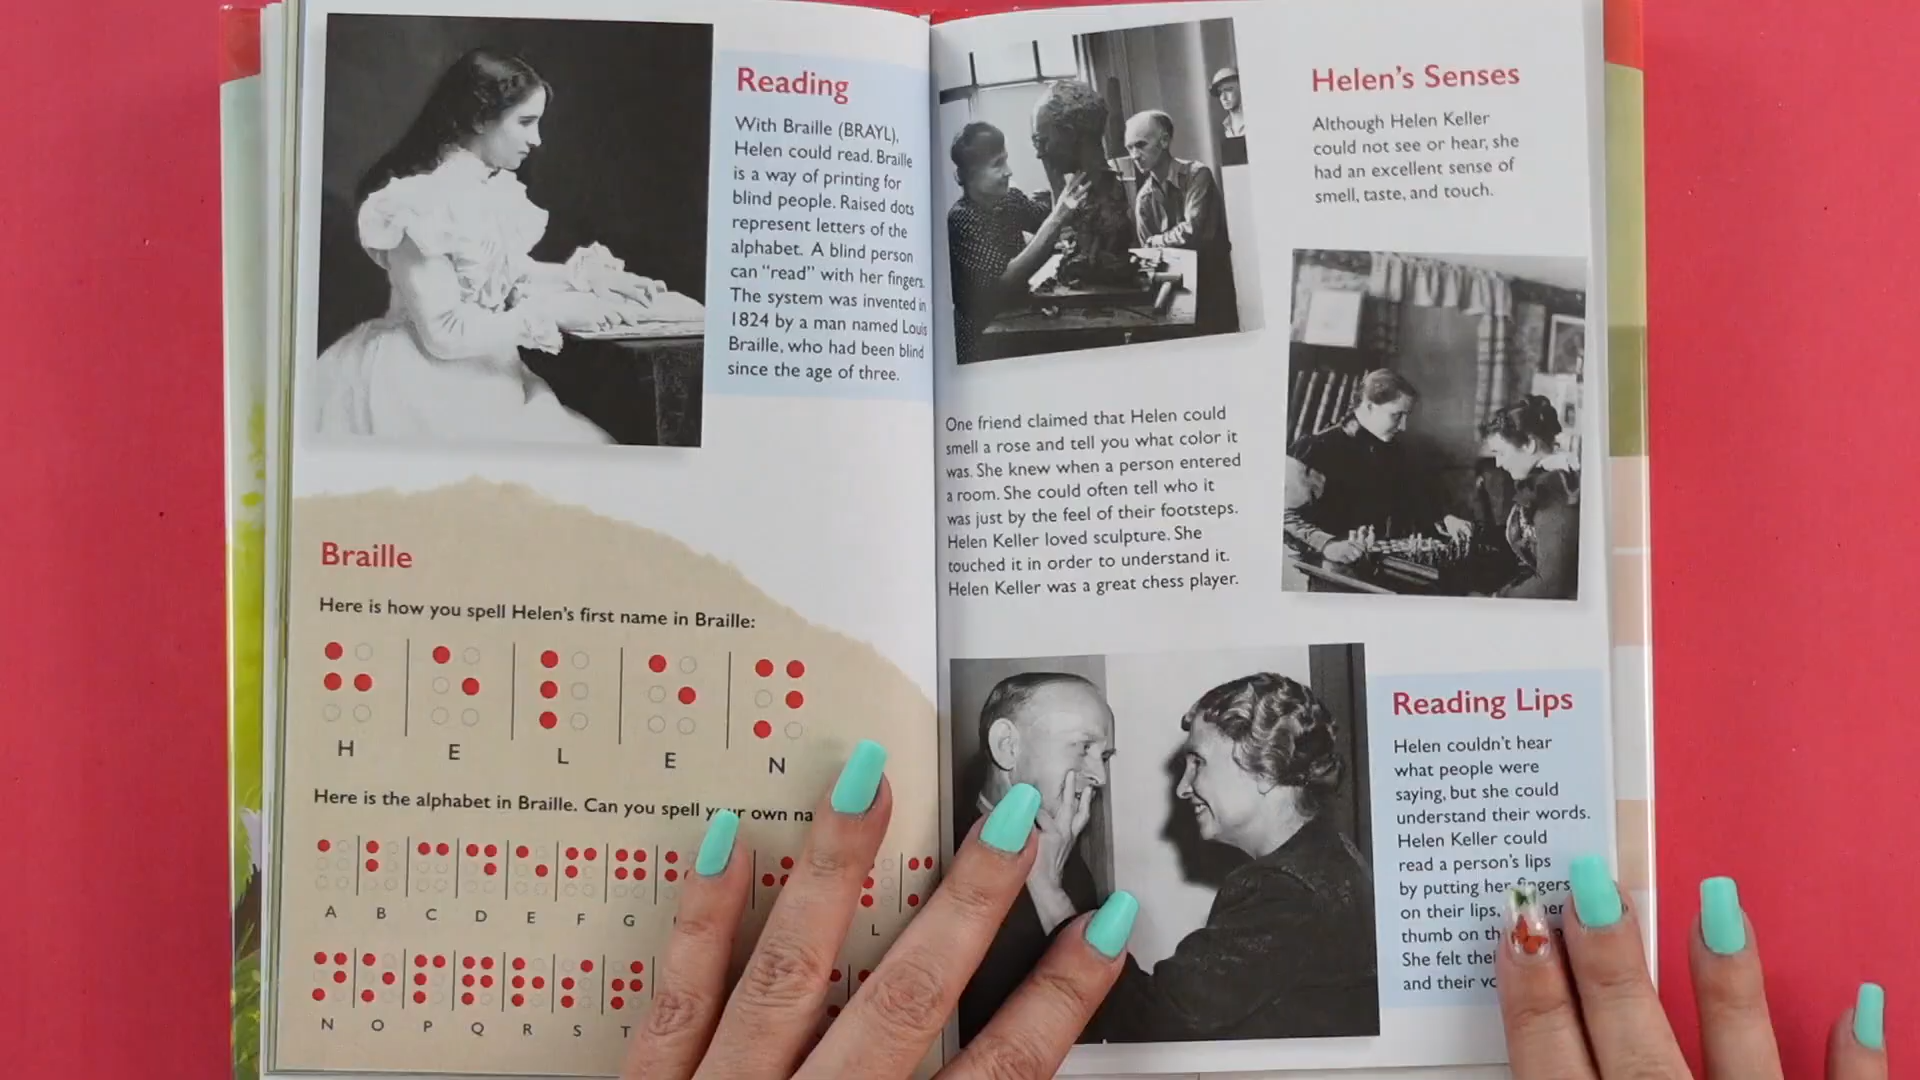 Reading
With Braille (BRAYL),
Helen could read. Braille
is a way of printing for
blind people. Raised dots
represent letters of the
alphabet. A blind person
can “read” with her fingers.
The system was invented in
1824 by a man named Louis
Braille, who had been blind
since the age of three.
Braille
Here is how you spell Helen’s first name in Braille:
H E L E N
Here is the alphabet in Braille. Can you spell own
A B C D E F G L
N O P Q R S T
Helen’s Senses
Although Helen Keller
could not see or hear, she
had an excellent sense of
smell, taste, and touch.
One friend claimed that Helen could
smell a rose and tell you what color it
was. She knew when a person entered
a room. She could often tell who it
was just by the feel of their footsteps.
Helen Keller loved sculpture. She
touched it in order to understand it.
Helen Keller was a great chess player.
Reading Lips
Helen couldn’t hear
what people were
saying, but she could
understand their words.
Helen Keller could
read a person’s lips
by putting her fingers
on their lips,
thumb on
She felt
and their